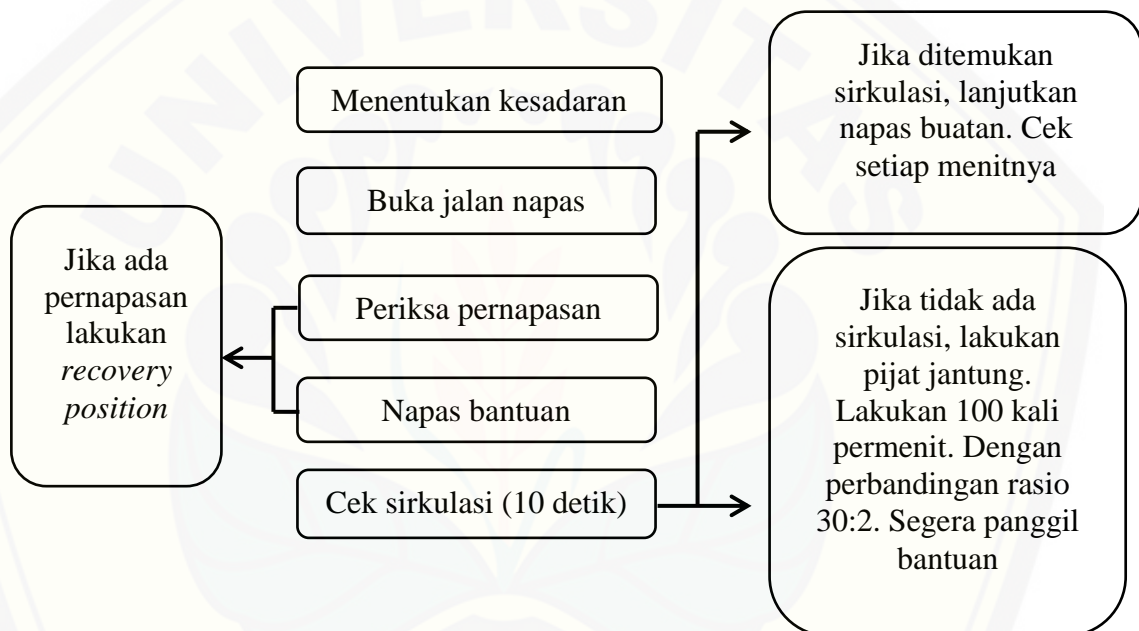 UNIVERSITAS
Menentukan kesadaran
Buka jalan napas
Periksa pernapasan
Napas bantuan
Cek sirkulasi (10 detik)
Jika ada
pernapasan
lakukan
recovery
position
Jika ditemukan
sirkulasi, lanjutkan
napas buatan. Cek
setiap menitnya
Jika tidak ada
sirkulasi, lakukan
pijat jantung.
Lakukan 100 kali
permenit. Dengan
perbandingan rasio
30:2. Segera panggil
bantuan